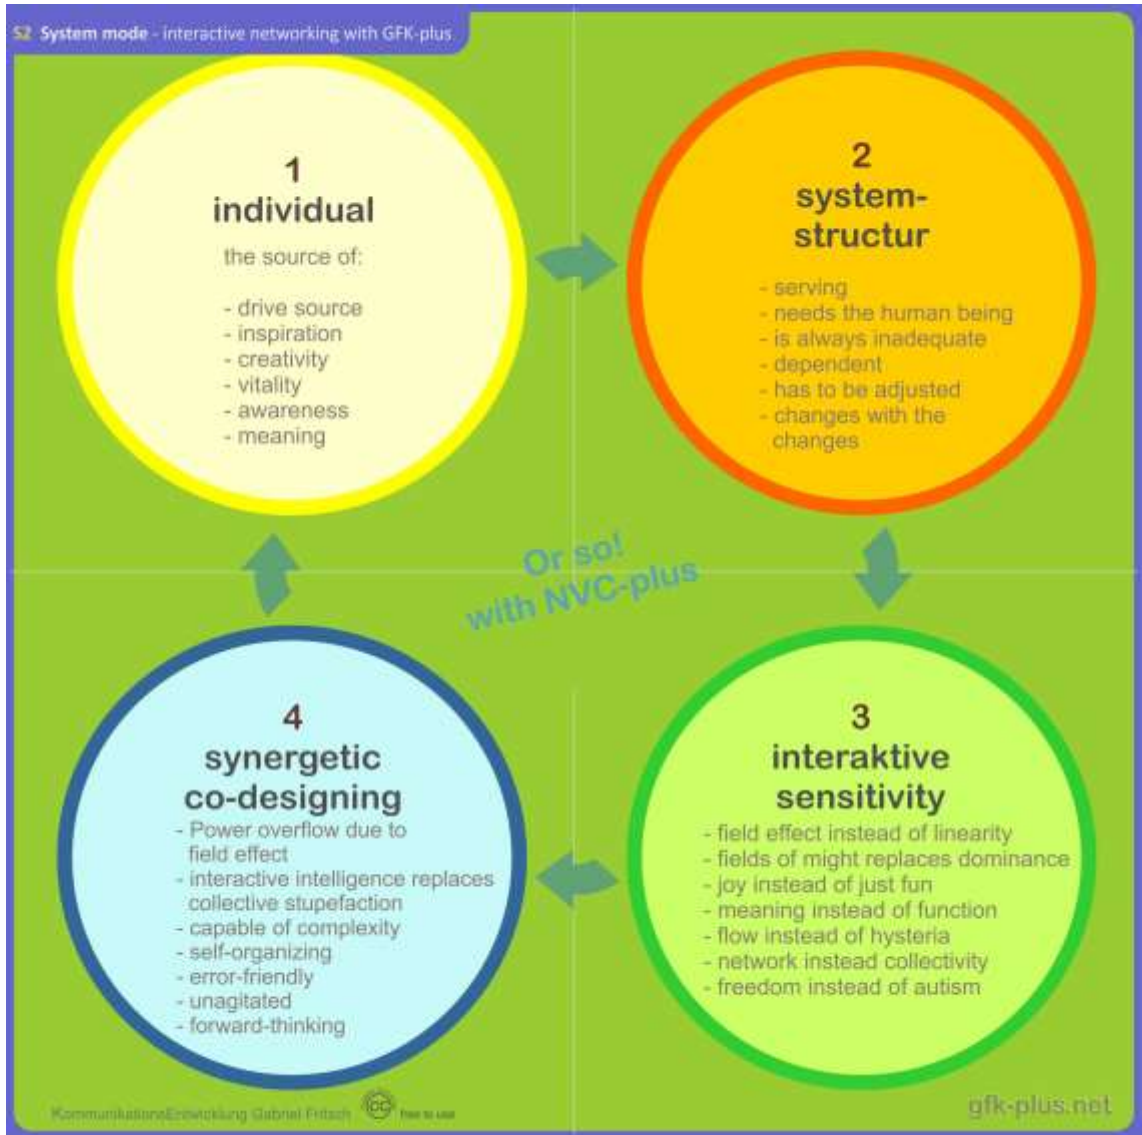 S2 System mode - interactive networking with GFK-plus
1
individual
the source of:
- drive source
- inspiration
- creativity
- vitality
- awareness
- meaning
2
system-
structur
- serving
- needs the human being
- is always inadequate
- dependent
- has to be adjusted
- changes with the
changes
Or so!
with NVC-plus
4
synergetic
co-designing
- Power overflow due to
field effect
- interactive intelligence replaces
collective stupefaction
- capable of complexity
- self-organizing
- error-friendly
- unagitated
- forward-thinking
3
interaktive
sensitivity
- field effect instead of linearity
- fields of might replaces dominance
- joy instead of just fun
- meaning instead of function
- flow instead of hysteria
- network instead collectivity
- freedom instead of autism
KommunikationsEntwicklung Gabriel Fritsch cc free to use
gfk-plus.net